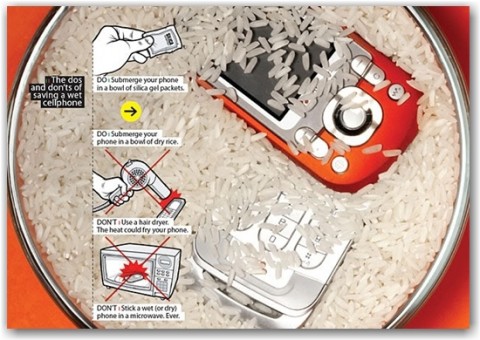 The dos
and don'ts of
saving a wet
cellphone
DO: Submerge your phone
in a bowl of silica gel packets.
DO: Submerge your
phone in a bowl of dry rice.
DON'T: Use a hair dryer.
The heat could fry your phone.
DON'T: Stick a wet (or dry)
phone in a microwave. Ever.